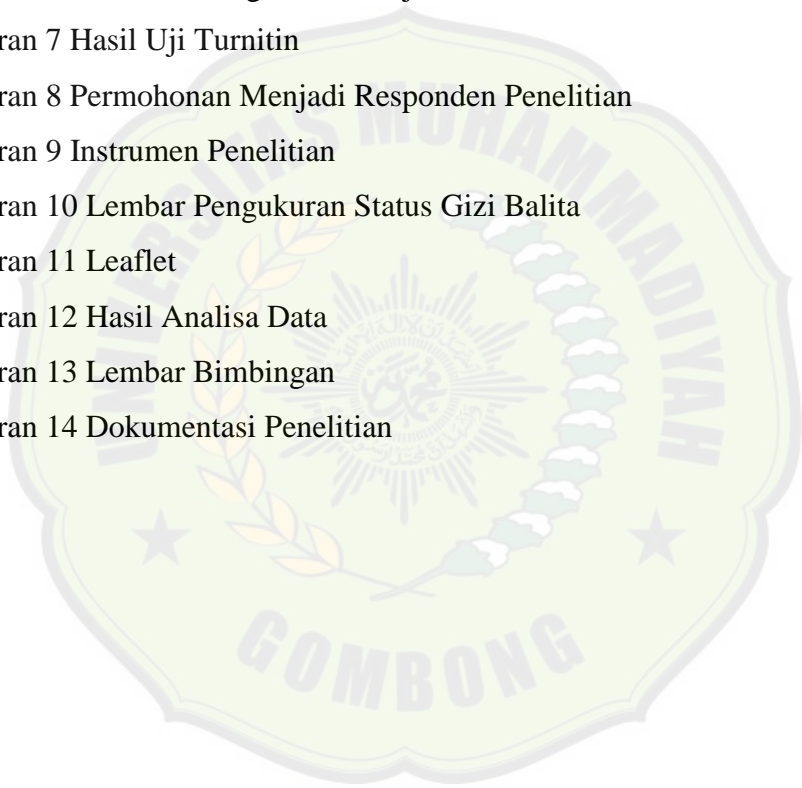 ran 7 Hasil Uji Turnitin
ran 8 Permohonan Menjadi Responden Penelitian
ran 9 Instrumen Penelitian
ran 10 Lembar Pengukuran Status Gizi Balita
ran 11 Leaflet
ran 12 Hasil Analisa Data
ran 13 Lembar Bimbingan
ran 14 Dokumentasi Penelitian
UNIVERSITAS MUHAMMADIYAH
GOMBONG